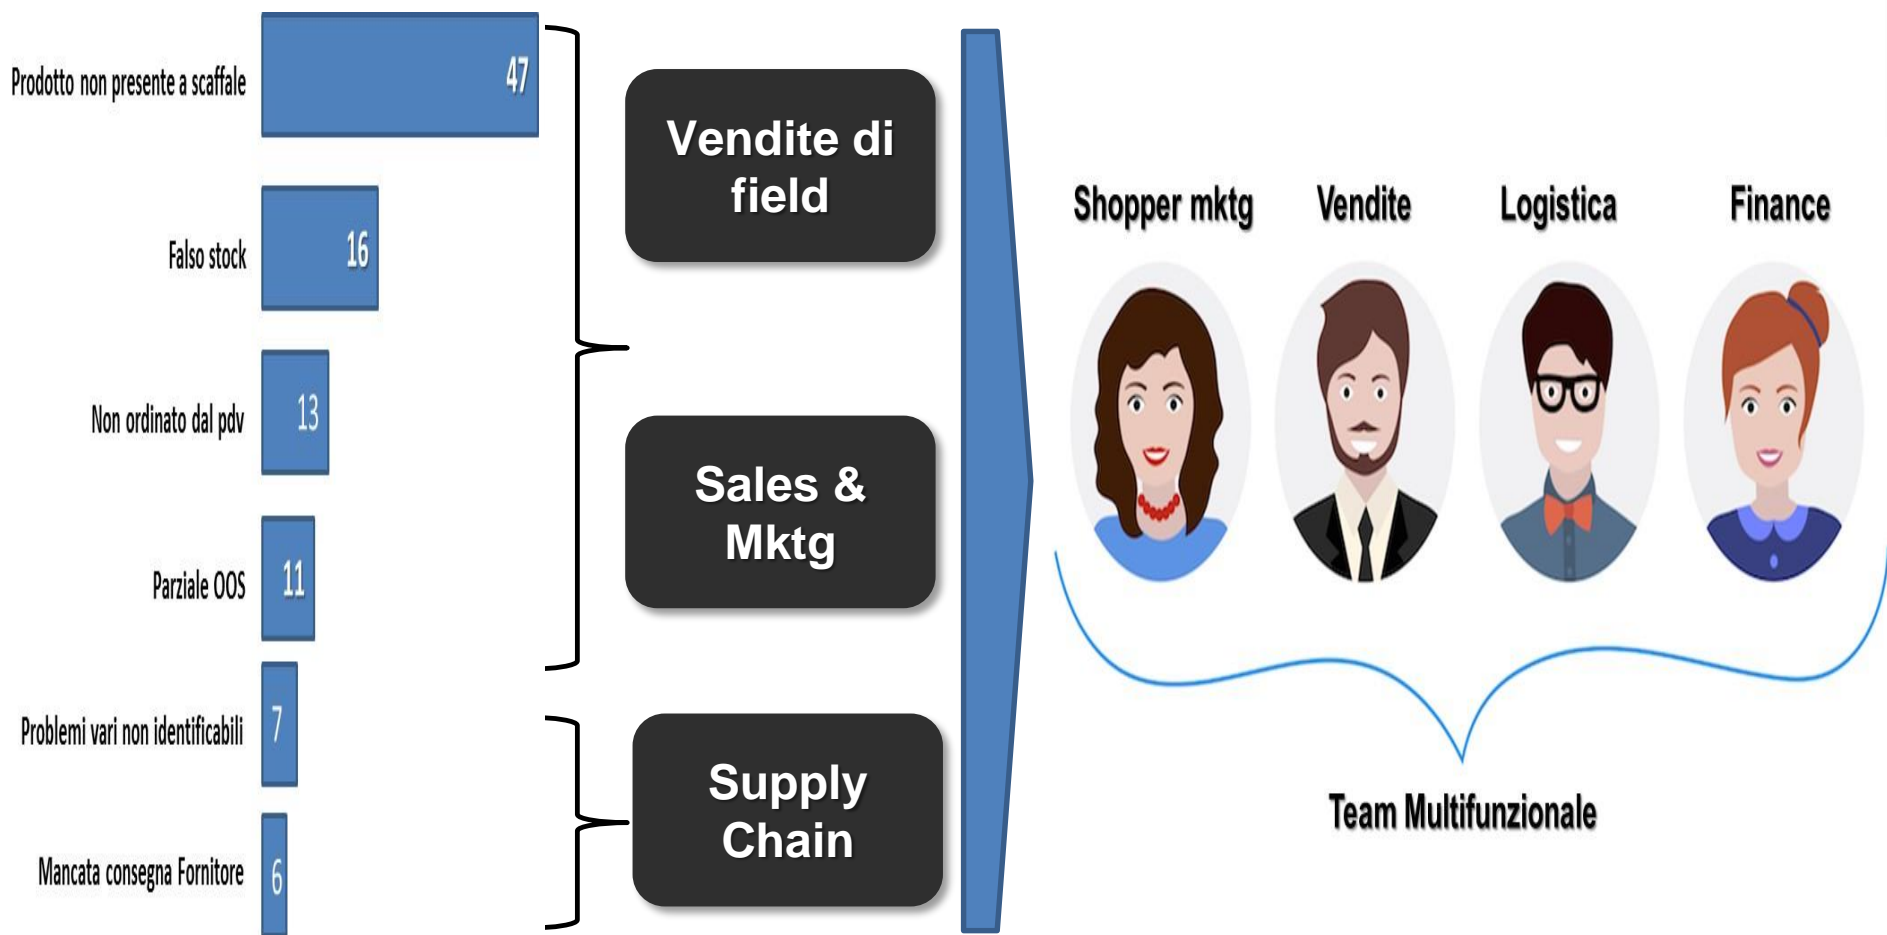 Prodotto non presente a scaffale
47
Falso stock
16
Non ordinato dal pdv
13
Parziale OOS
11
Problemi vari non identificabili
7
Mancata consegna Fornitore
6
Vendite di
field
Sales &
Mktg
Supply
Chain
Shopper mktg
Vendite
Logistica
Finance
Team Multifunzionale